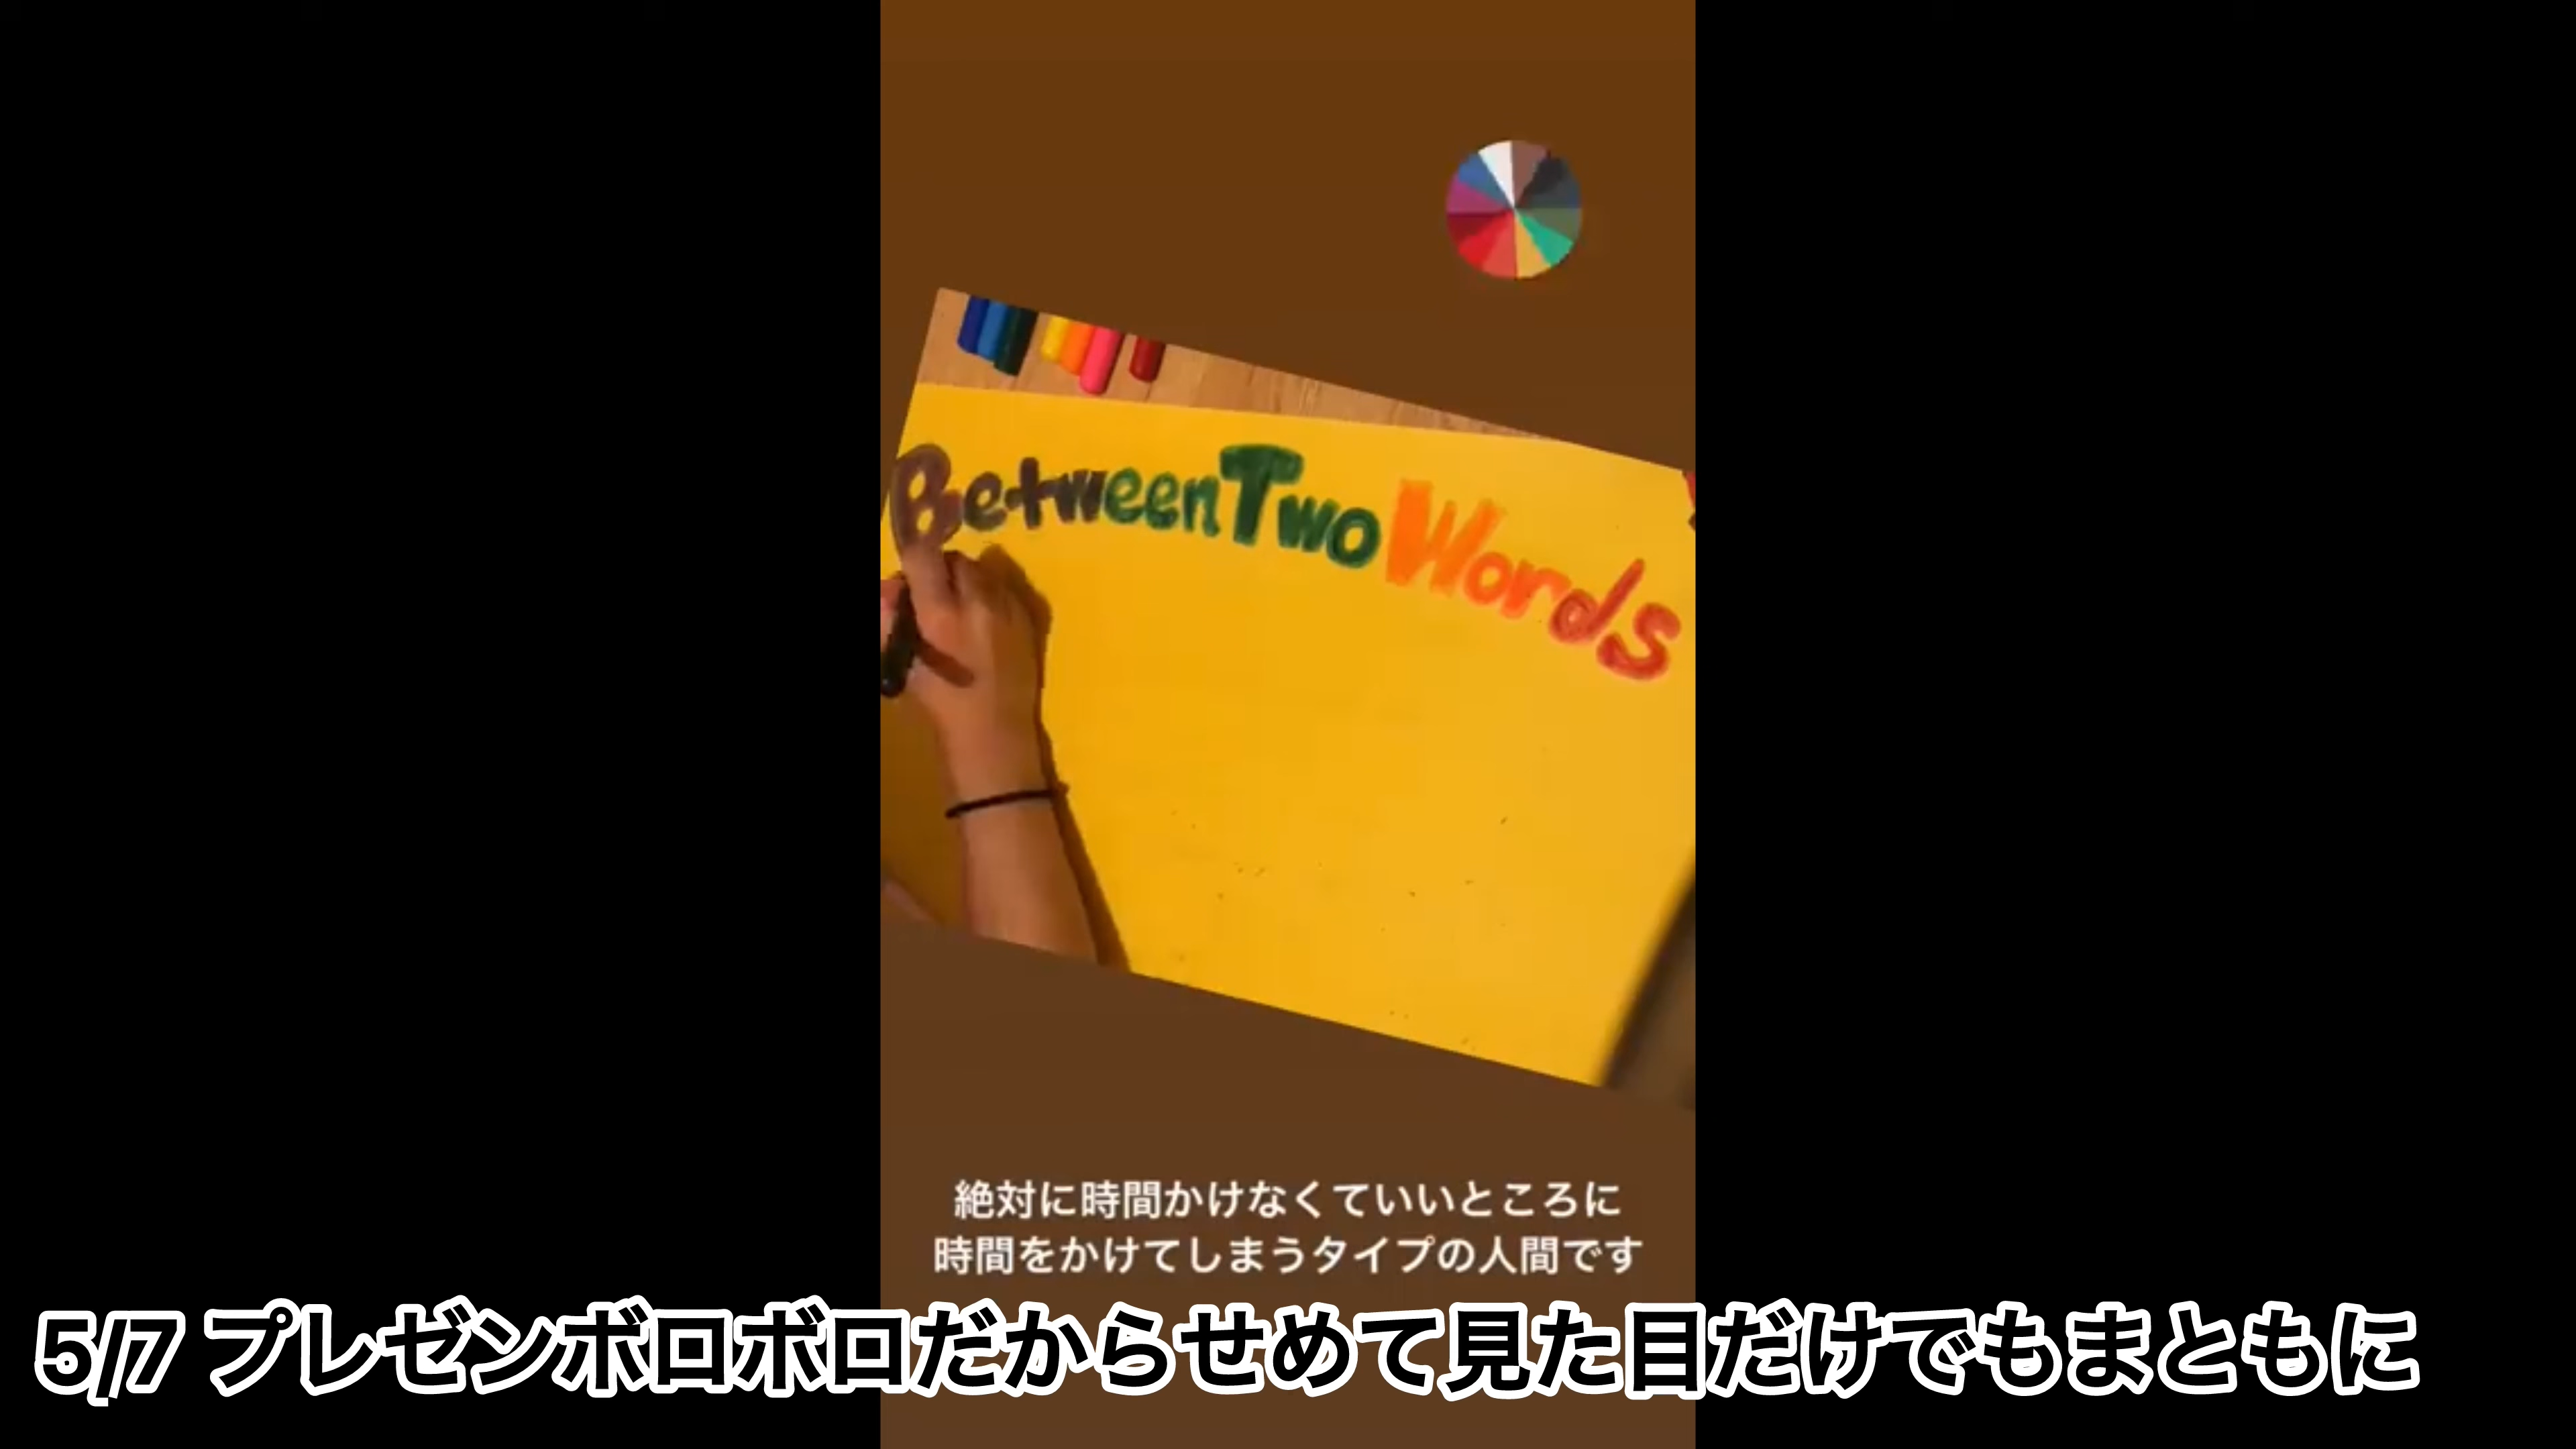 Between Two Words
絶対に時間かけなくていいところに
時間をかけてしまうタイプの人間です
5/7 プレゼンボロボロだからせめて見た目だけでもまともに